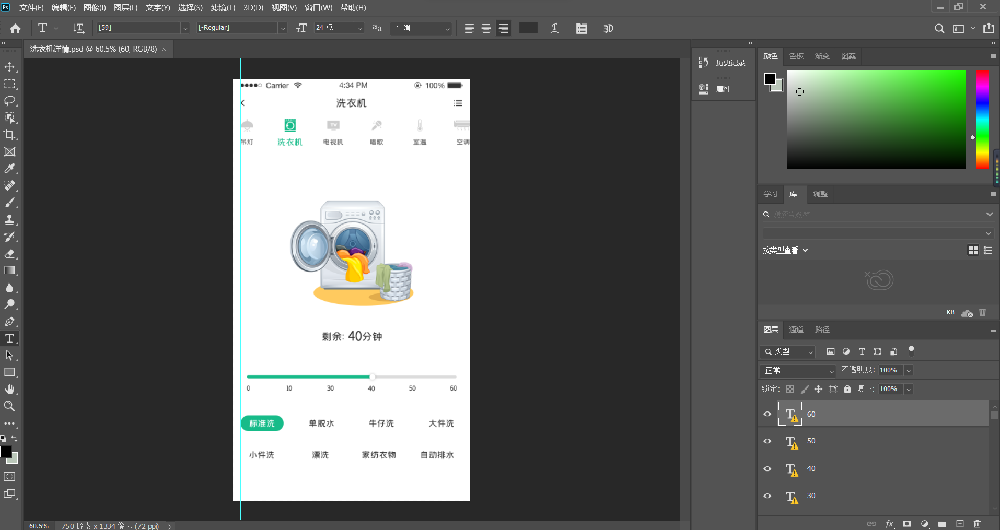 Ps 文件(F) 编辑(E) 图像(I) 图层(L) 文字(Y) 选择(S) 滤镜(T) 3D(D) 视图(V) 窗口(W) 帮助(H)
T [59] [-Regular] 24 点 aa 半滑 3D
洗衣机详情.psd @ 60.5% (60, RGB/8) ×
Carrier 4:34 PM 100%
洗衣机
TV
吊灯 洗衣机 电视机 唱歌 室温 空调
剩余: 40分钟
0 10 30 40 50 60
标准洗 单脱水 牛仔洗 大件洗
小件洗 漂洗 家纺衣物 自动排水
60.5% 750 像素 x 1334 像素 (72 ppi)
历史记录
属性
颜色 色板 渐变 图案
学习 库 调整
搜索当前库
按类型查看
-- KB
图层 通道 路径
类型
正常 不透明度: 100%
锁定: 填充: 100%
60
50
40
30
fx